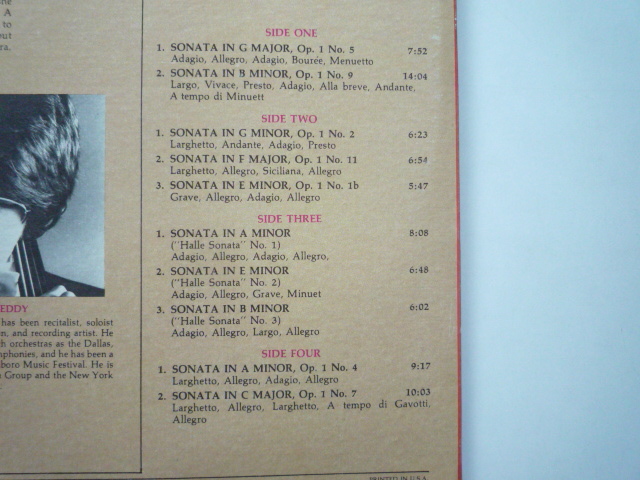 the
A
to
out
ra.
EDDY
has been recitalist, soloist
n, and recording artist. He
h orchestras as the Dallas,
mphonies, and he has been a
boro Music Festival. He is
Group and the New York
SIDE ONE
1. SONATA IN G MAJOR, Op. 1 No. 5 7:52
Adagio, Allegro, Adagio, Bourée, Menuetto
2. SONATA IN B MINOR, Op. 1 No. 9 14:04
Largo, Vivace, Presto, Adagio, Alla breve, Andante,
A tempo di Minuett
SIDE TWO
1. SONATA IN G MINOR, Op. 1 No. 2 6:23
Larghetto, Andante, Adagio, Presto
2. SONATA IN F MAJOR, Op. 1 No. 11 6:54
Larghetto, Allegro, Siciliana, Allegro
3. SONATA IN E MINOR, Op. 1 No. 1b 5:47
Grave, Allegro, Adagio, Allegro
SIDE THREE
1. SONATA IN A MINOR 8:08
("Halle Sonata" No. 1)
Adagio, Allegro, Adagio, Allegro,
2. SONATA IN E MINOR 6:48
("Halle Sonata" No. 2)
Adagio, Allegro, Grave, Minuet
3. SONATA IN B MINOR 6:02
("Halle Sonata" No. 3)
Adagio, Allegro, Largo, Allegro
SIDE FOUR
1. SONATA IN A MINOR, Op. 1 No. 4 9:17
Larghetto, Allegro, Adagio, Allegro
2. SONATA IN C MAJOR, Op. 1 No. 7 10:03
Larghetto, Allegro, Larghetto, A tempo di Gavotti,
Allegro
PRINTED IN U.S.A.